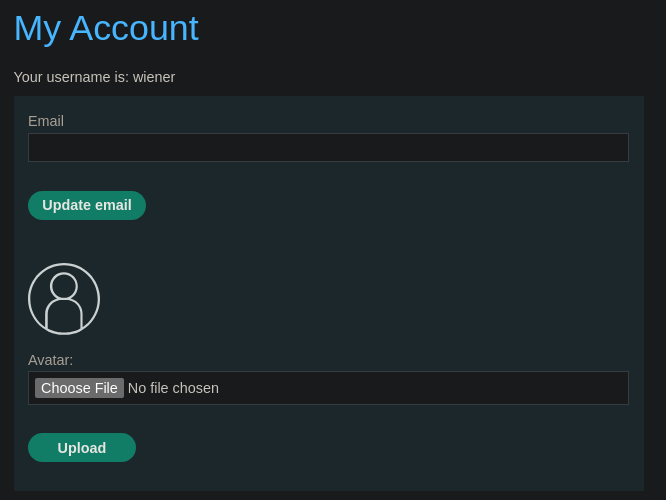 My Account
Your username is: wiener
Email
Update email
Avatar:
Choose File No file chosen
Upload